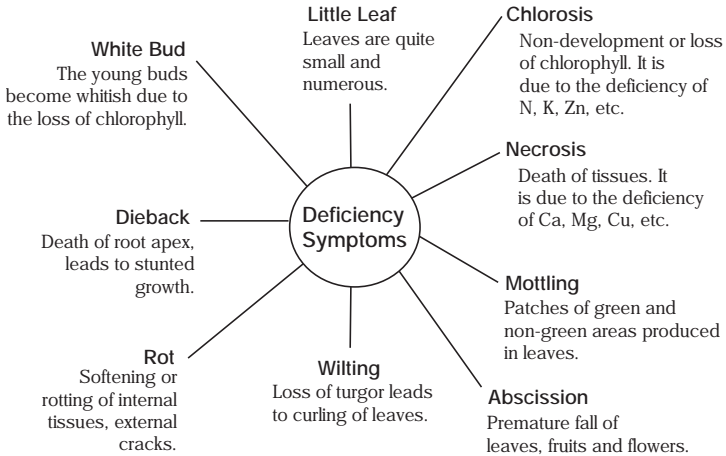 Little Leaf
Leaves are quite
small and
numerous.
Chlorosis
Non-development or loss
of chlorophyll. It is
due to the deficiency of
N, K, Zn, etc.
White Bud
The young buds
become whitish due to
the loss of chlorophyll.
Necrosis
Death of tissues. It
is due to the deficiency
of Ca, Mg, Cu, etc.
Deficiency
Symptoms
Dieback
Death of root apex,
leads to stunted
growth.
Mottling
Patches of green and
non-green areas produced
in leaves.
Rot
Softening or
rotting of internal
tissues, external
cracks.
Wilting
Loss of turgor leads
to curling of leaves.
Abscission
Premature fall of
leaves, fruits and flowers.